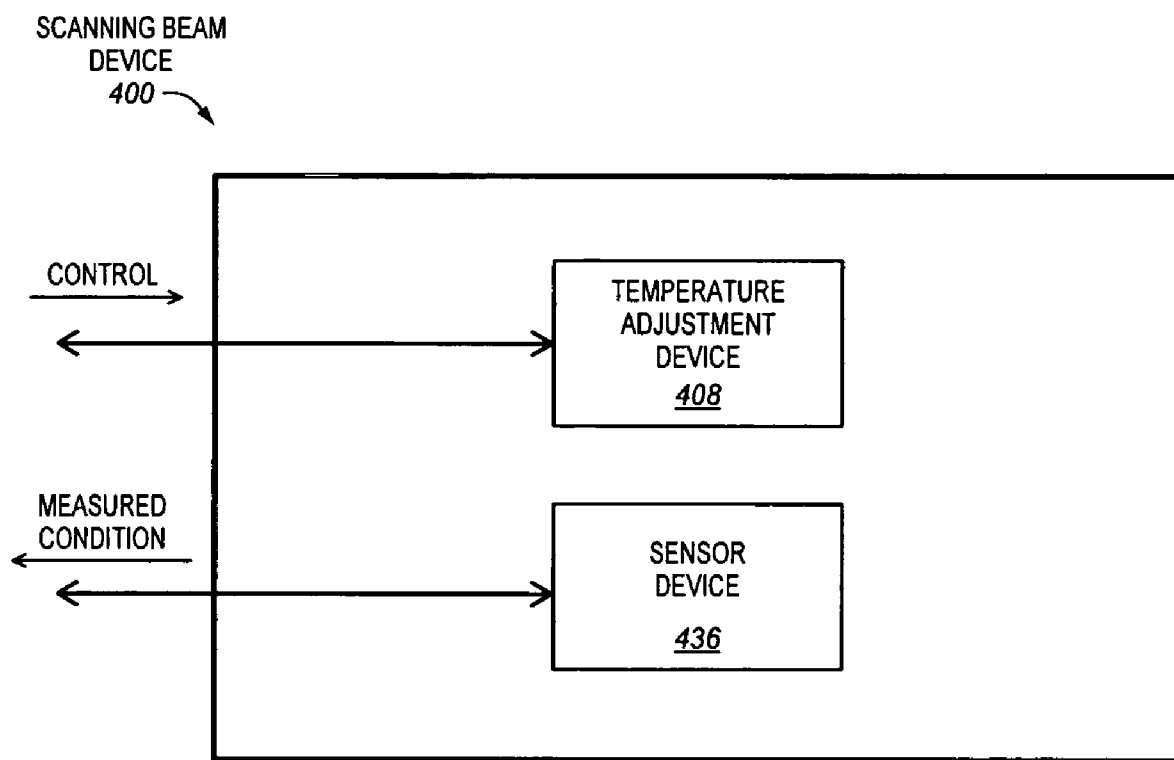 SCANNING BEAM
DEVICE
400
CONTROL
TEMPERATURE
ADJUSTMENT
DEVICE
408
MEASURED
CONDITION
SENSOR
DEVICE
436